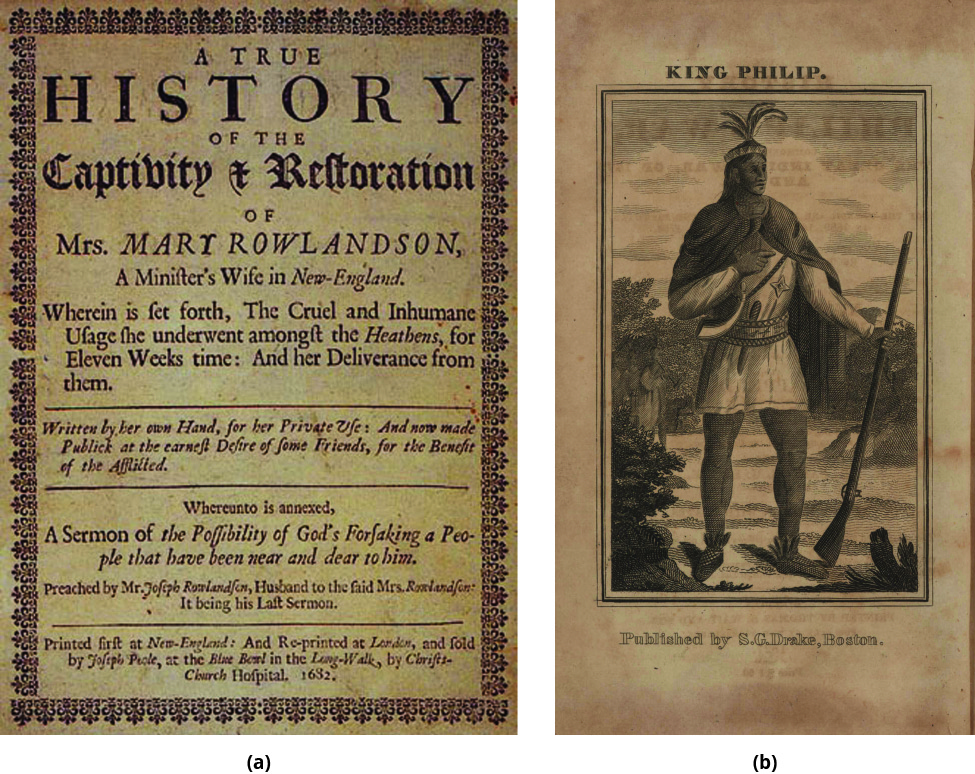 A TRUE
HISTORY
OF THE
Captivity & Reſtoration
OF
Mrs. MARY ROWLANDSON,
A Miniſter's Wife in New-England.
Wherein is ſet forth, The Cruel and Inhumane
Uſage ſhe underwent amongſt the Heathens, for
Eleven Weeks time: And her Deliverance from
them.
Written by her own Hand, for her Private Uſe: And now made
Publick at the earneſt Deſire of ſome Friends, for the Benefit
of the Afflicted.
Whereunto is annexed,
A Sermon of the Poſſibility of God's Forſaking a Peo-
ple that have been near and dear to him.
Preached by Mr. Joſeph Rowlandſon, Husband to the ſaid Mrs. Rowlandſon:
It being his Laſt Sermon.
Printed firſt at New-England: And Re-printed at London, and ſold
by Joſeph Poole, at the Blue Bowl in the Long-Walk, by Chriſts-
Church Hoſpital. 1682.
(a)
KING PHILIP.
Published by S.G.Drake, Boston.
(b)